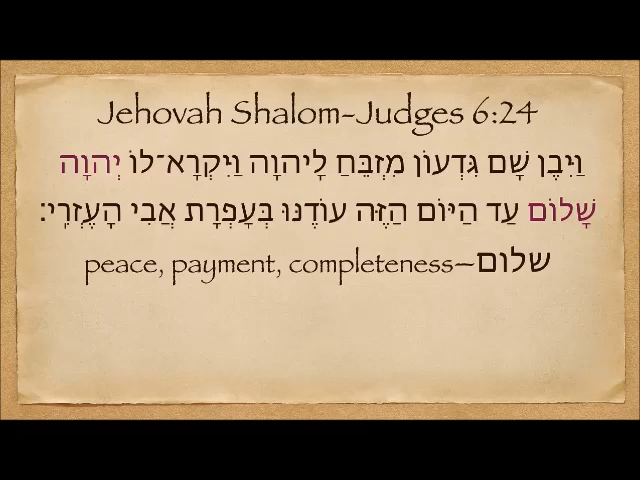 Jehovah Shalom-Judges 6:24
וַיִּבֶן שָׁם גִּדְעוֹן מִזְבֵּחַ לַיהוָה וַיִּקְרָא־לוֹ יְהוָה
שָׁלוֹם עַד הַיּוֹם הַזֶּה עוֹדֶנּוּ בְּעָפְרָת אֲבִי הָעֶזְרִֽי׃
peace, payment, completeness–שלום